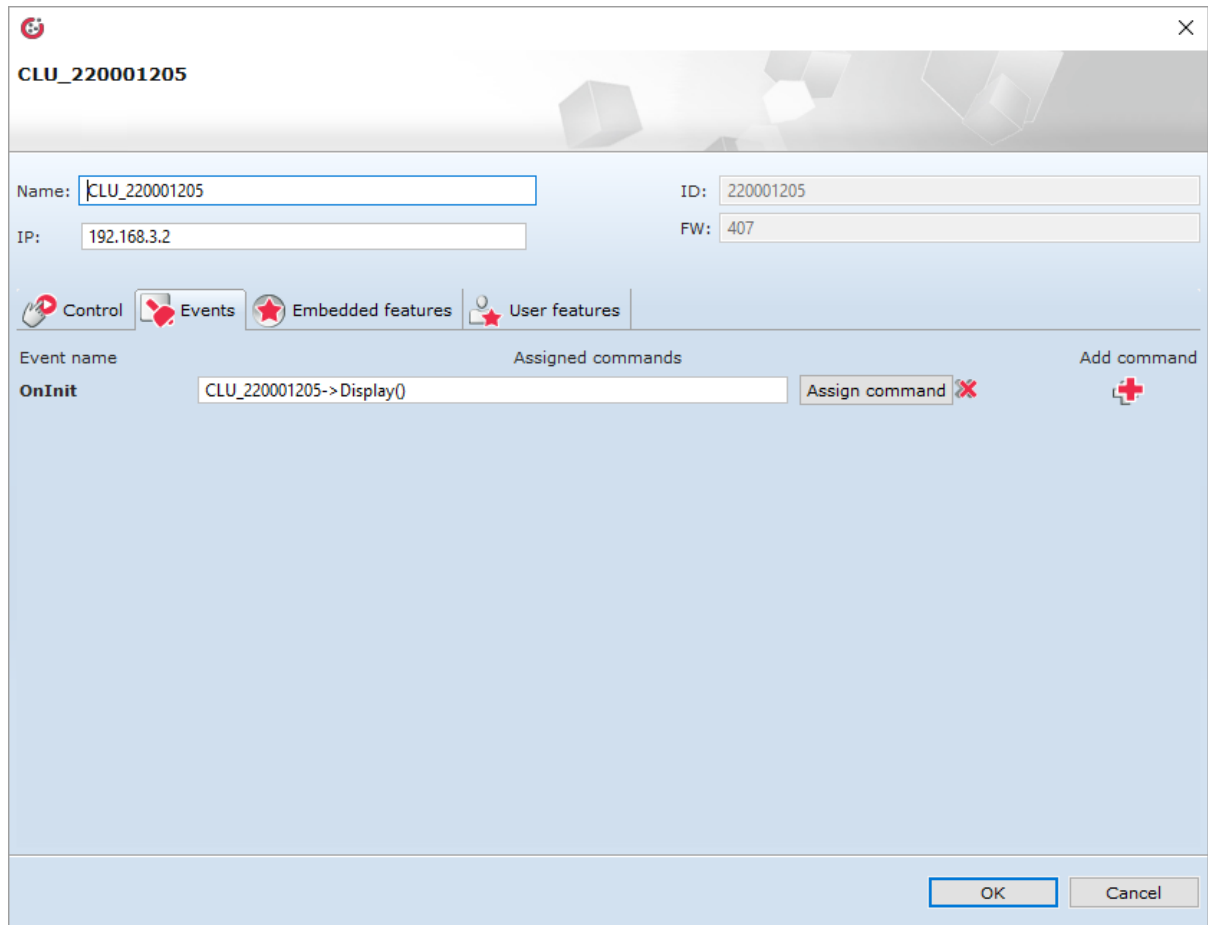 CLU_220001205
Name: CLU_220001205 ID: 220001205
IP: 192.168.3.2 FW: 407
Control Events Embedded features User features
Event name Assigned commands Add command
OnInit CLU_220001205->Display() Assign command
OK Cancel